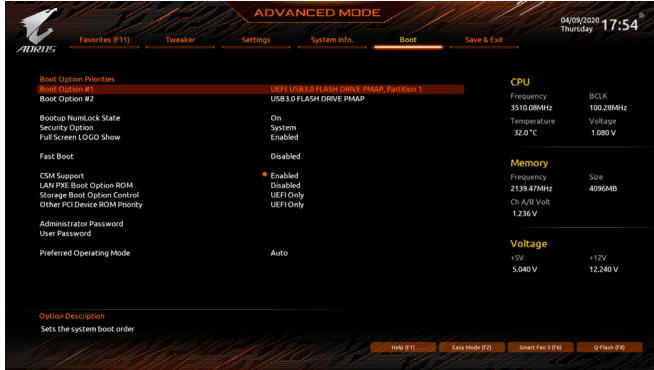 ADVANCED MODE
04/09/2020
Thursday
17:54
AORUS
Favorites (F11) Tweaker Settings System Info. Boot Save & Exit
Boot Option Priorities
Boot Option #1 UEFI: USB3.0 FLASH DRIVE PMAP, Partition 1
Boot Option #2 USB3.0 FLASH DRIVE PMAP
Bootup NumLock State On
Security Option System
Full Screen LOGO Show Enabled
Fast Boot Disabled
CSM Support * Enabled
LAN PXE Boot Option ROM Disabled
Storage Boot Option Control UEFI Only
Other PCI Device ROM Priority UEFI Only
Administrator Password
User Password
Preferred Operating Mode Auto
CPU
Frequency BCLK
3510.08MHz 100.28MHz
Temperature Voltage
32.0 °C 1.080 V
Memory
Frequency Size
2139.47MHz 4096MB
Ch A/B Volt
1.236 V
Voltage
+5V +12V
5.040 V 12.240 V
Option Description
Sets the system boot order
Help (F1) Easy Mode (F2) Smart Fan 5 (F6) Q-Flash (F8)